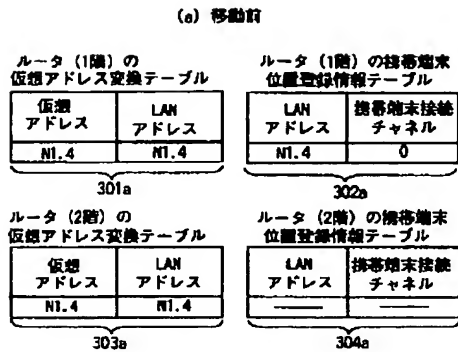 (a) 移動前
ルータ (1階) の
仮想アドレス変換テーブル
仮想
アドレス
LAN
アドレス
N1.4
N1.4
301a
ルータ (1階) の携帯端末
位置登録情報テーブル
LAN
アドレス
携帯端末接続
チャネル
N1.4
0
302a
ルータ (2階) の
仮想アドレス変換テーブル
仮想
アドレス
LAN
アドレス
N1.4
N1.4
303a
ルータ (2階) の携帯端末
位置登録情報テーブル
LAN
アドレス
携帯端末接続
チャネル
304a